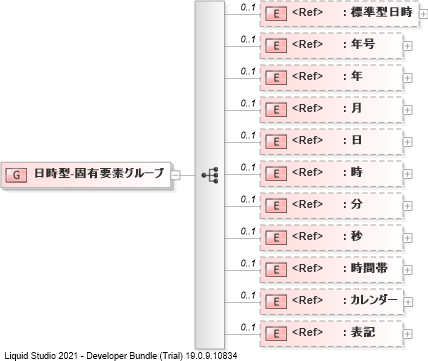 0..1
E <Ref> : 標準型日時
0..1
E <Ref> : 年号
0..1
E <Ref> : 年
0..1
E <Ref> : 月
0..1
E <Ref> : 日
G 日時型-固有要素グループ
0..1
E <Ref> : 時
0..1
E <Ref> : 分
0..1
E <Ref> : 秒
0..1
E <Ref> : 時間帯
0..1
E <Ref> : カレンダー
0..1
E <Ref> : 表記
Liquid Studio 2021 - Developer Bundle (Trial) 19.0.9.10834